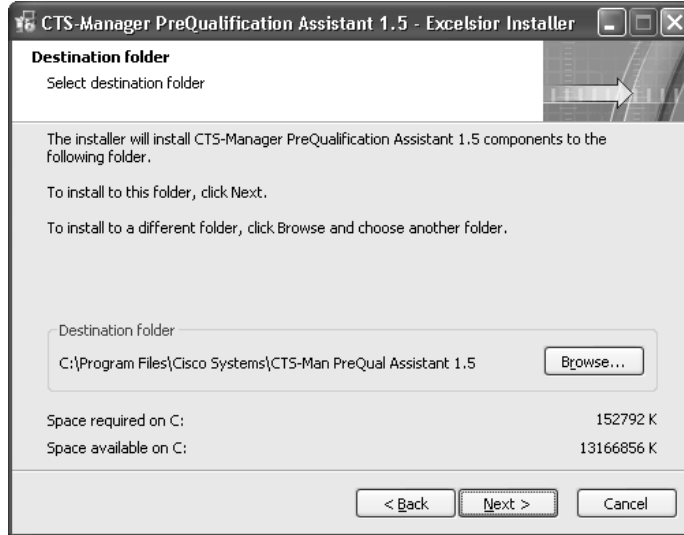 CTS-Manager PreQualification Assistant 1.5 - Excelsior Installer
Destination folder
Select destination folder
The installer will install CTS-Manager PreQualification Assistant 1.5 components to the
following folder.
To install to this folder, click Next.
To install to a different folder, click Browse and choose another folder.
Destination folder
C:\Program Files\Cisco Systems\CTS-Man PreQual Assistant 1.5
Browse...
Space required on C: 152792 K
Space available on C: 13166856 K
< Back Next > Cancel